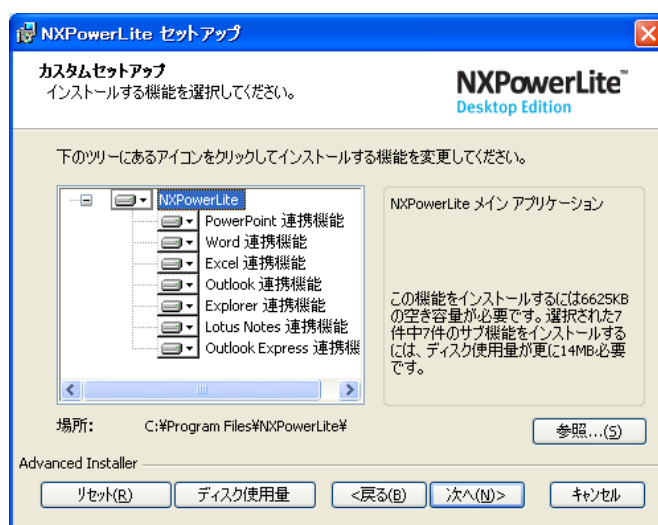 NXPowerLite セットアップ
カスタムセットアップ
インストールする機能を選択してください。
NXPowerLite™
Desktop Edition
下のツリーにあるアイコンをクリックしてインストールする機能を変更してください。
NXPowerLite
PowerPoint 連携機能
Word 連携機能
Excel 連携機能
Outlook 連携機能
Explorer 連携機能
Lotus Notes 連携機能
Outlook Express 連携機
NXPowerLite メイン アプリケーション
この機能をインストールするには6625KB
の空き容量が必要です。選択された7
件中7件のサブ機能をインストールする
には、ディスク使用量が更に14MB必要
です。
場所: C:¥Program Files¥NXPowerLite¥
参照...(S)
Advanced Installer
リセット(R) ディスク使用量 <戻る(B) 次へ(N)> キャンセル